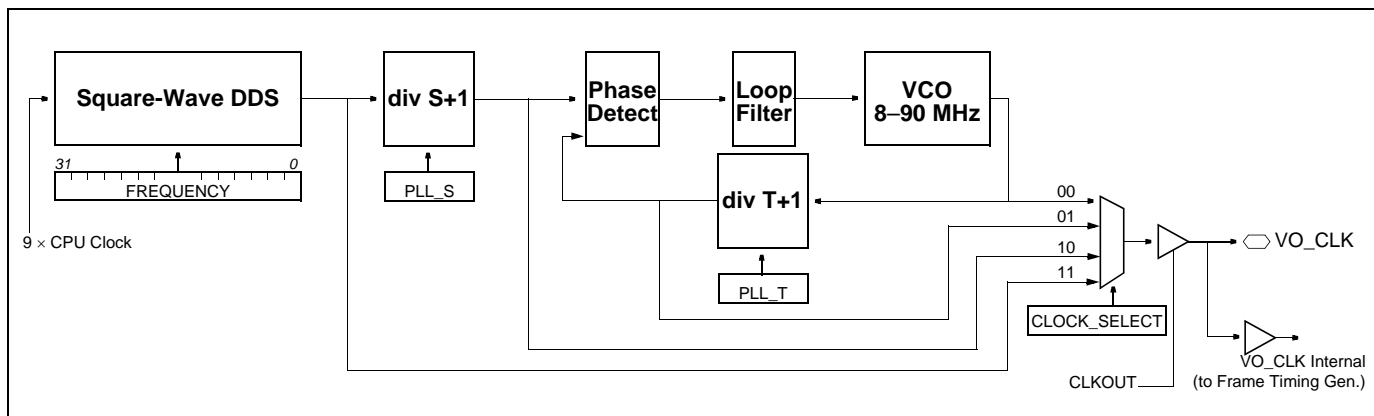 Square-Wave DDS
div S+1
Phase
Detect
Loop
Filter
VCO
8–90 MHz
31
0
FREQUENCY
PLL_S
div T+1
PLL_T
9 × CPU Clock
00
01
10
11
CLOCK_SELECT
VO_CLK
CLKOUT
VO_CLK Internal
(to Frame Timing Gen.)